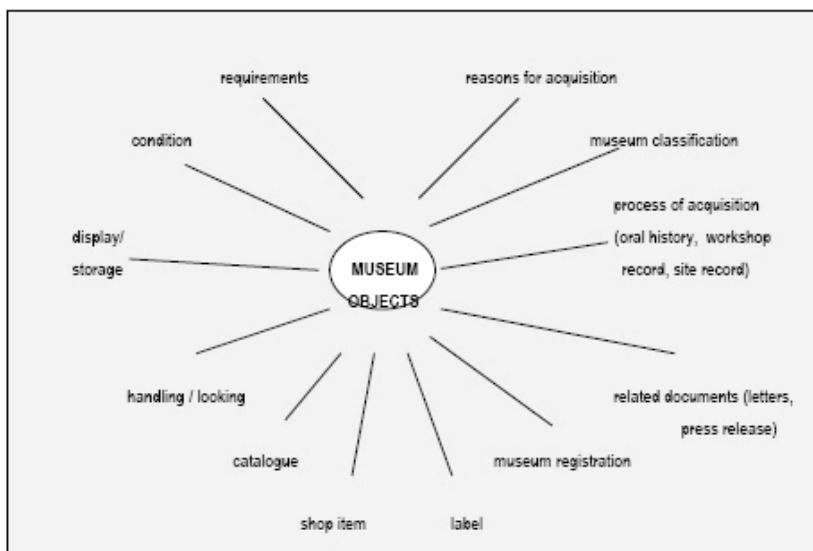 requirements
reasons for acquisition
condition
museum classification
process of acquisition
(oral history, workshop
record, site record)
display/
storage
MUSEUM
OBJECTS
handling / looking
related documents (letters,
press release)
catalogue
museum registration
shop item
label